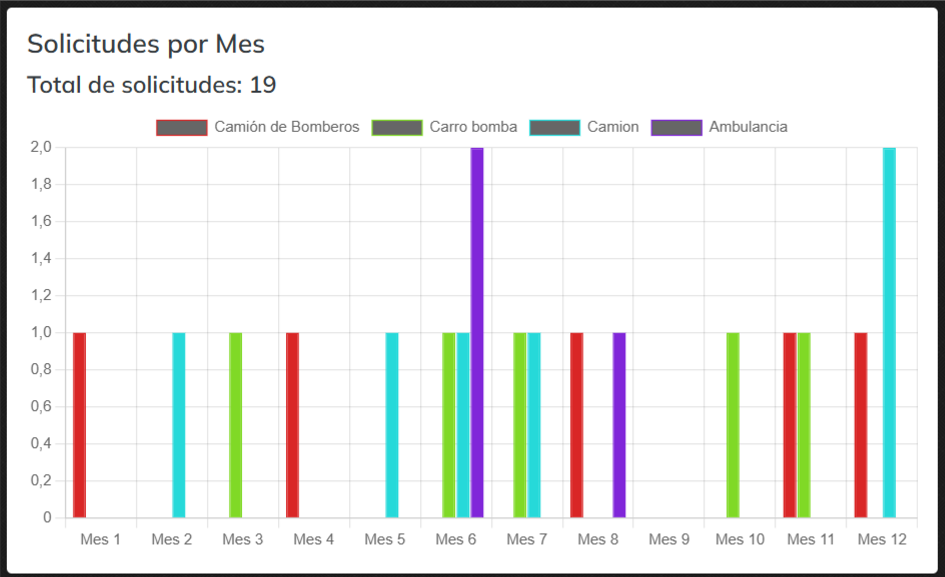 Solicitudes por Mes
Total de solicitudes: 19
Camión de Bomberos Carro bomba Camion Ambulancia
2,0
1,8
1,6
1,4
1,2
1,0
0,8
0,6
0,4
0,2
0
Mes 1 Mes 2 Mes 3 Mes 4 Mes 5 Mes 6 Mes 7 Mes 8 Mes 9 Mes 10 Mes 11 Mes 12